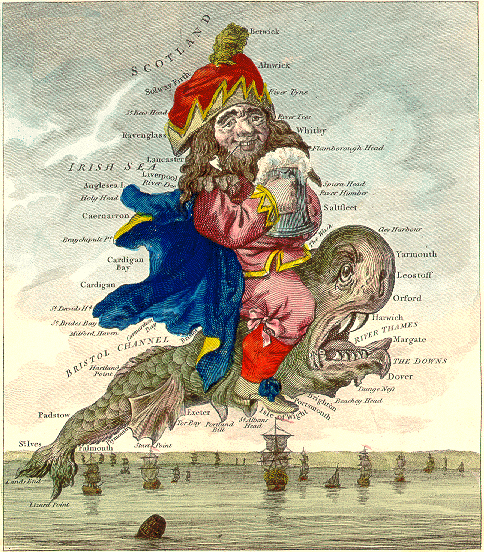 SCOTLAND
Berwick
Alnwick
Solway Firth
River Tyne
St Bees Head
River Tees
Ravenglass
Whitby
Flamborough Head
Lancaster
IRISH SEA
Liverpool
River Dee
Anglesea I.
Spurn Head
River Humber
Holy Head
Saltfleet
Caernarvon
The Wash
Brachipult Pt.
Cardigan
Bay
Yarmouth
Leostoff
Cardigan
Orford
St Davids Hd.
Harwich
St Brides Bay
Milford Haven
RIVER THAMES
Margate
BRISTOL CHANNEL
THE DOWNS
Hartland
Point
Dover
Dunge Ness
Beachey Head
Brighton
Portsmouth
Isle of Wight
St Albans
Head
Portland
Bill
Exeter
Tor Bay
Padstow
Plymouth
Start Point
St Ives
Falmouth
Lands End
Lizard Point